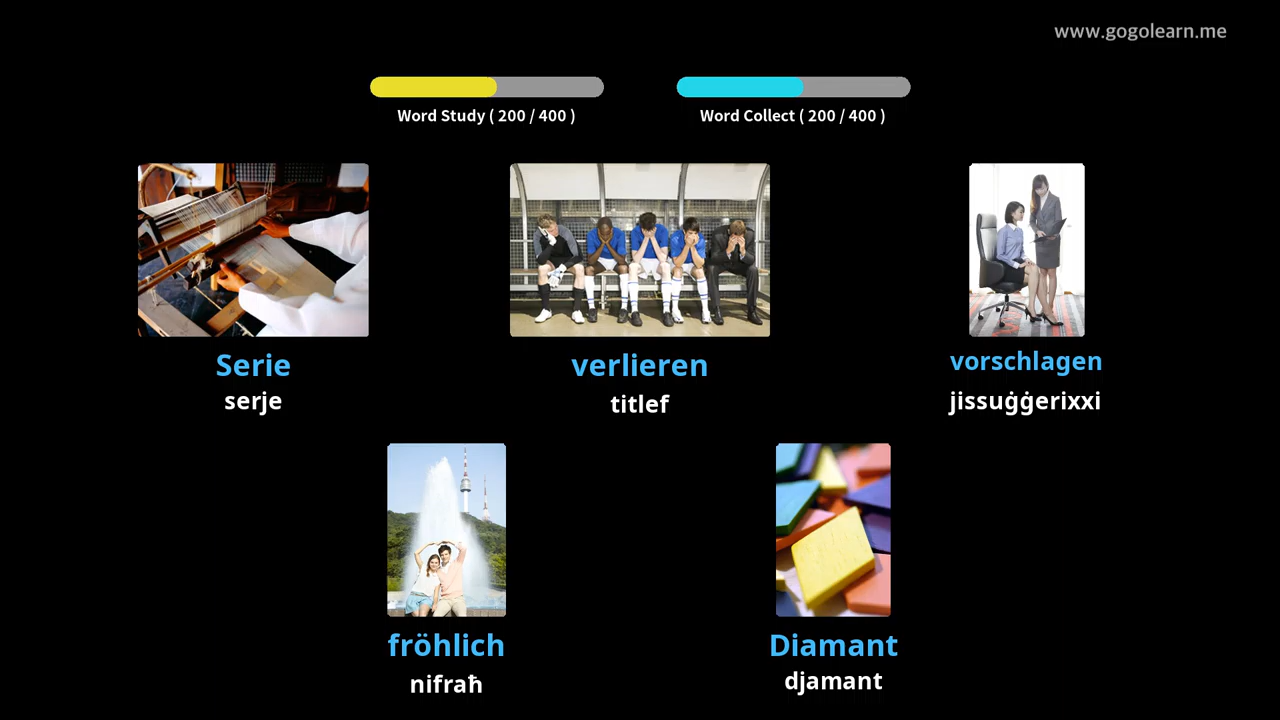 www.gogolearn.me
Word Study ( 200 / 400 )
Word Collect ( 200 / 400 )
Serie
serje
verlieren
titlef
vorschlagen
jissuġġerixxi
fröhlich
nifraħ
Diamant
djamant